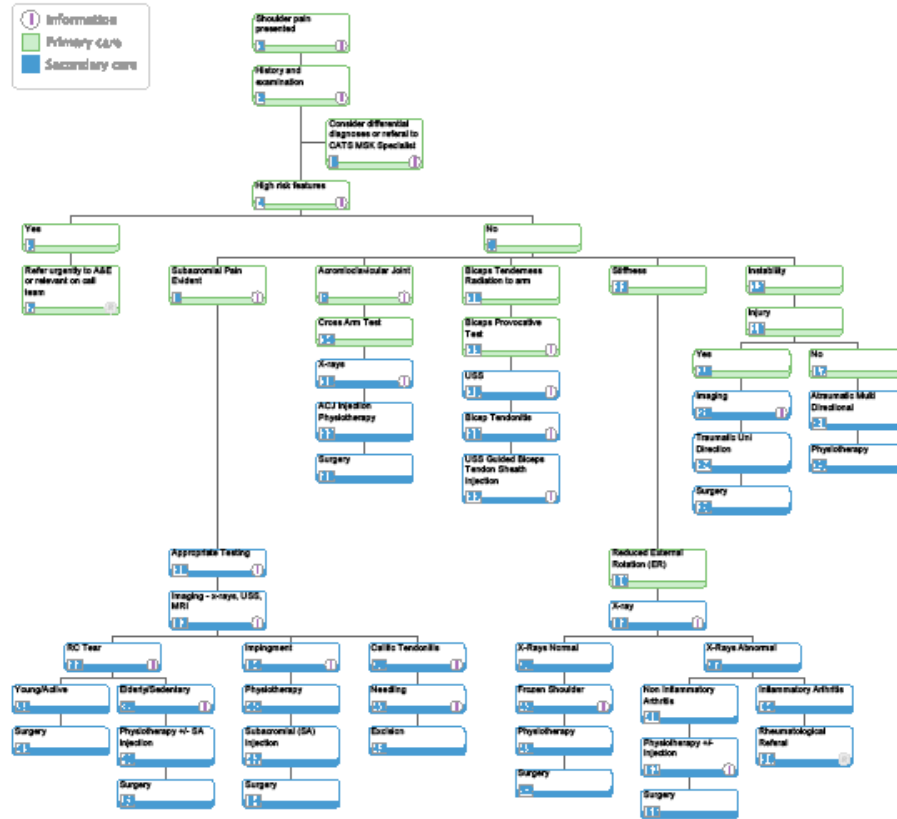 Information
Primary care
Secondary care
Shoulder pain
presented
History and
examination
Consider differential
diagnoses or referal to
CATS MSK Specialist
High risk features
4
Yes
No
Refer urgently to A&E
or relevant on call
team
Subacromial Pain
Evident
Acromioclavicular Joint
Biceps Tenderness
Radiation to arm
Stiffness
Instability
Injury
Cross Arm Test
Biceps Provocative
Test
Yes
No
X-rays
USS
Imaging
Atraumatic Multi
Directional
ACJ Injection
Physiotherapy
Bicep Tendonitis
Traumatic Uni
Direction
Physiotherapy
Surgery
USS Guided Biceps
Tendon Sheath
Injection
Surgery
Appropriate Testing
Reduced External
Rotation (ER)
Imaging - x-rays, USS,
MRI
X-ray
RC Tear
Impingment
Calific Tendonitis
X-Rays Normal
X-Rays Abnormal
Young/Active
Elderly/Sedentary
Physiotherapy
Needling
Frozen Shoulder
Non Inflammatory
Arthritis
Inflammatory Arthritis
Surgery
Physiotherapy +/- SA
Injection
Subacromial (SA)
Injection
Excision
Physiotherapy
Physiotherapy +/-
Injection
Rheumatological
Referal
Surgery
Surgery
Surgery
Surgery